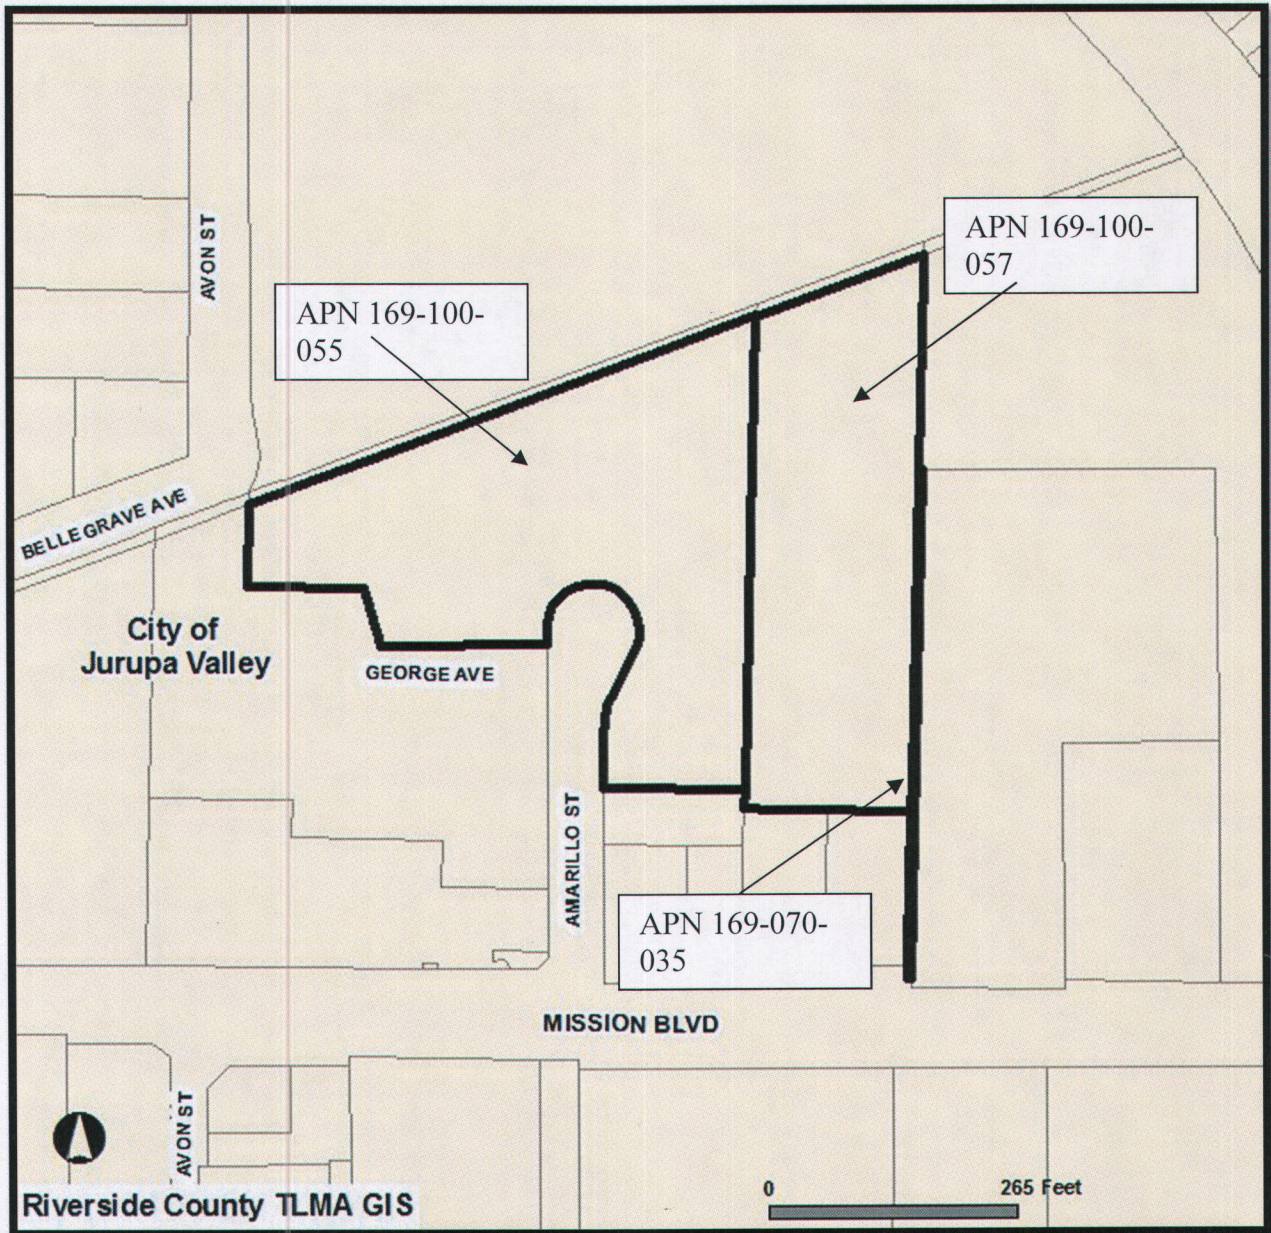 AVON ST
APN 169-100-
057
APN 169-100-
055
BELLEGRAVE AVE
City of
Jurupa Valley
GEORGE AVE
AMARILLO ST
APN 169-070-
035
MISSION BLVD
AVON ST
0 265 Feet
Riverside County TLMA GIS